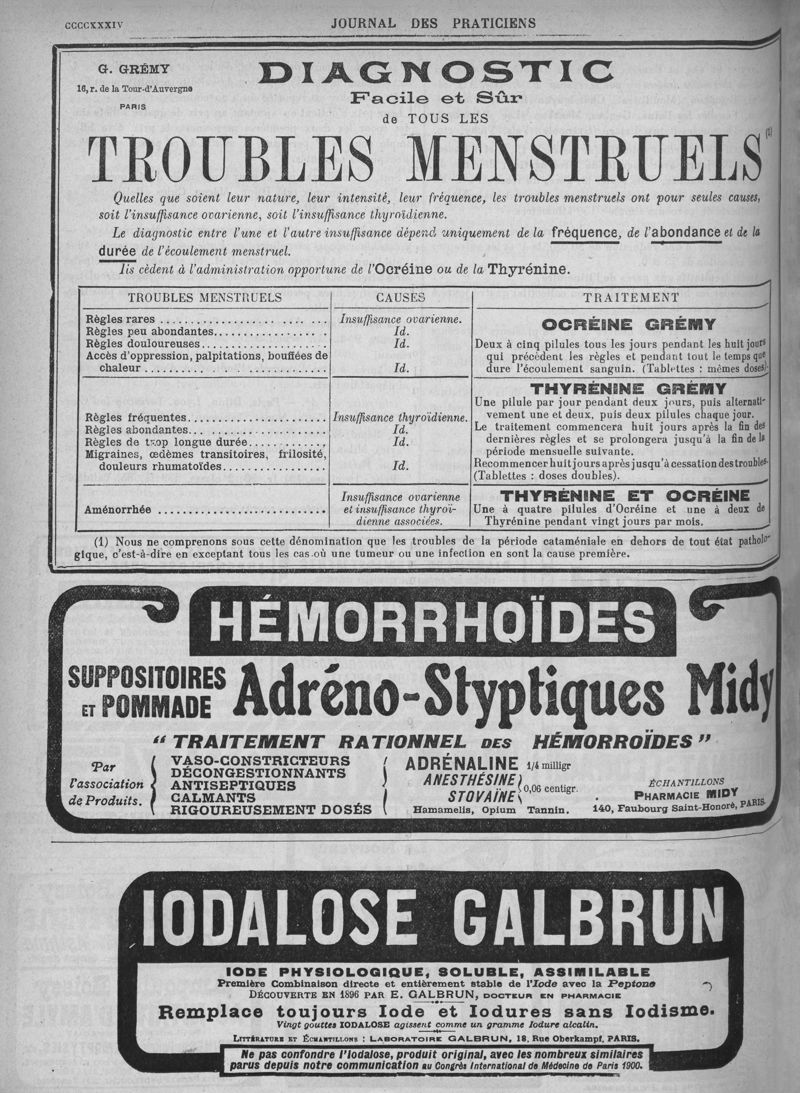 CCCCXXXIV
JOURNAL DES PRATICIENS
G. GRÉMY
16, r. de la Tour-d'Auvergne
PARIS
DIAGNOSTIC
Facile et Sûr
de TOUS LES
TROUBLES MENSTRUELS (1)
Quelles que soient leur nature, leur intensité, leur fréquence, les troubles menstruels ont pour seules causes,
soit l'insuffisance ovarienne, soit l'insuffisance thyroïdienne.
Le diagnostic entre l'une et l'autre insuffisance dépend uniquement de la fréquence, de l'abondance et de la
durée de l'écoulement menstruel.
Ils cèdent à l'administration opportune de l'Ocréine ou de la Thyrénine.
TROUBLES MENSTRUELS
CAUSES
TRAITEMENT
Règles rares .................... Insuffisance ovarienne.
Règles peu abondantes.................... Id.
Règles douloureuses.................... Id.
Accès d'oppression, palpitations, bouffées de
chaleur .................... Id.
OCRÉINE GRÉMY
Deux à cinq pilules tous les jours pendant les huit jours
qui précèdent les règles et pendant tout le temps que
dure l'écoulement sanguin. (Tablettes : mêmes doses).
Règles fréquentes.................... Insuffisance thyroïdienne.
Règles abondantes.................... Id.
Règles de trop longue durée.................... Id.
Migraines, œdèmes transitoires, frilosité,
douleurs rhumatoïdes.................... Id.
THYRÉNINE GRÉMY
Une pilule par jour pendant deux jours, puis alternati-
vement une et deux, puis deux pilules chaque jour.
Le traitement commencera huit jours après la fin des
dernières règles et se prolongera jusqu'à la fin de la
période mensuelle suivante.
Recommencer huit jours après jusqu'à cessation des troubles.
(Tablettes : doses doubles).
Aménorrhée ....................
Insuffisance ovarienne
et insuffisance thyroï-
dienne associées.
THYRÉNINE ET OCRÉINE
Une à quatre pilules d'Ocréine et une à deux de
Thyrénine pendant vingt jours par mois.
(1) Nous ne comprenons sous cette dénomination que les troubles de la période cataméniale en dehors de tout état patholo-
gique, c'est-à-dire en exceptant tous les cas où une tumeur ou une infection en sont la cause première.
HÉMORRHOÏDES
SUPPOSITOIRES
ET POMMADE
Adréno-Styptiques Midy
" TRAITEMENT RATIONNEL DES HÉMORROÏDES "
Par
l'association
de Produits.
VASO-CONSTRICTEURS
DÉCONGESTIONNANTS
ANTISEPTIQUES
CALMANTS
RIGOUREUSEMENT DOSÉS
ADRÉNALINE 1/4 milligr
ANESTHÉSINE
STOVAÏNE
0,06 centigr.
Hamamelis, Opium Tannin.
ÉCHANTILLONS
PHARMACIE MIDY
140, Faubourg Saint-Honoré, PARIS
IODALOSE GALBRUN
IODE PHYSIOLOGIQUE, SOLUBLE, ASSIMILABLE
Première Combinaison directe et entièrement stable de l'Iode avec la Peptone
DÉCOUVERTE EN 1896 PAR E. GALBRUN, DOCTEUR EN PHARMACIE
Remplace toujours Iode et Iodures sans Iodisme.
Vingt gouttes IODALOSE agissent comme un gramme Iodure alcalin.
LITTÉRATURE ET ÉCHANTILLONS : LABORATOIRE GALBRUN, 18, Rue Oberkampf, PARIS.
Ne pas confondre l'Iodalose, produit original, avec les nombreux similaires
parus depuis notre communication au Congrès International de Médecine de Paris 1900.